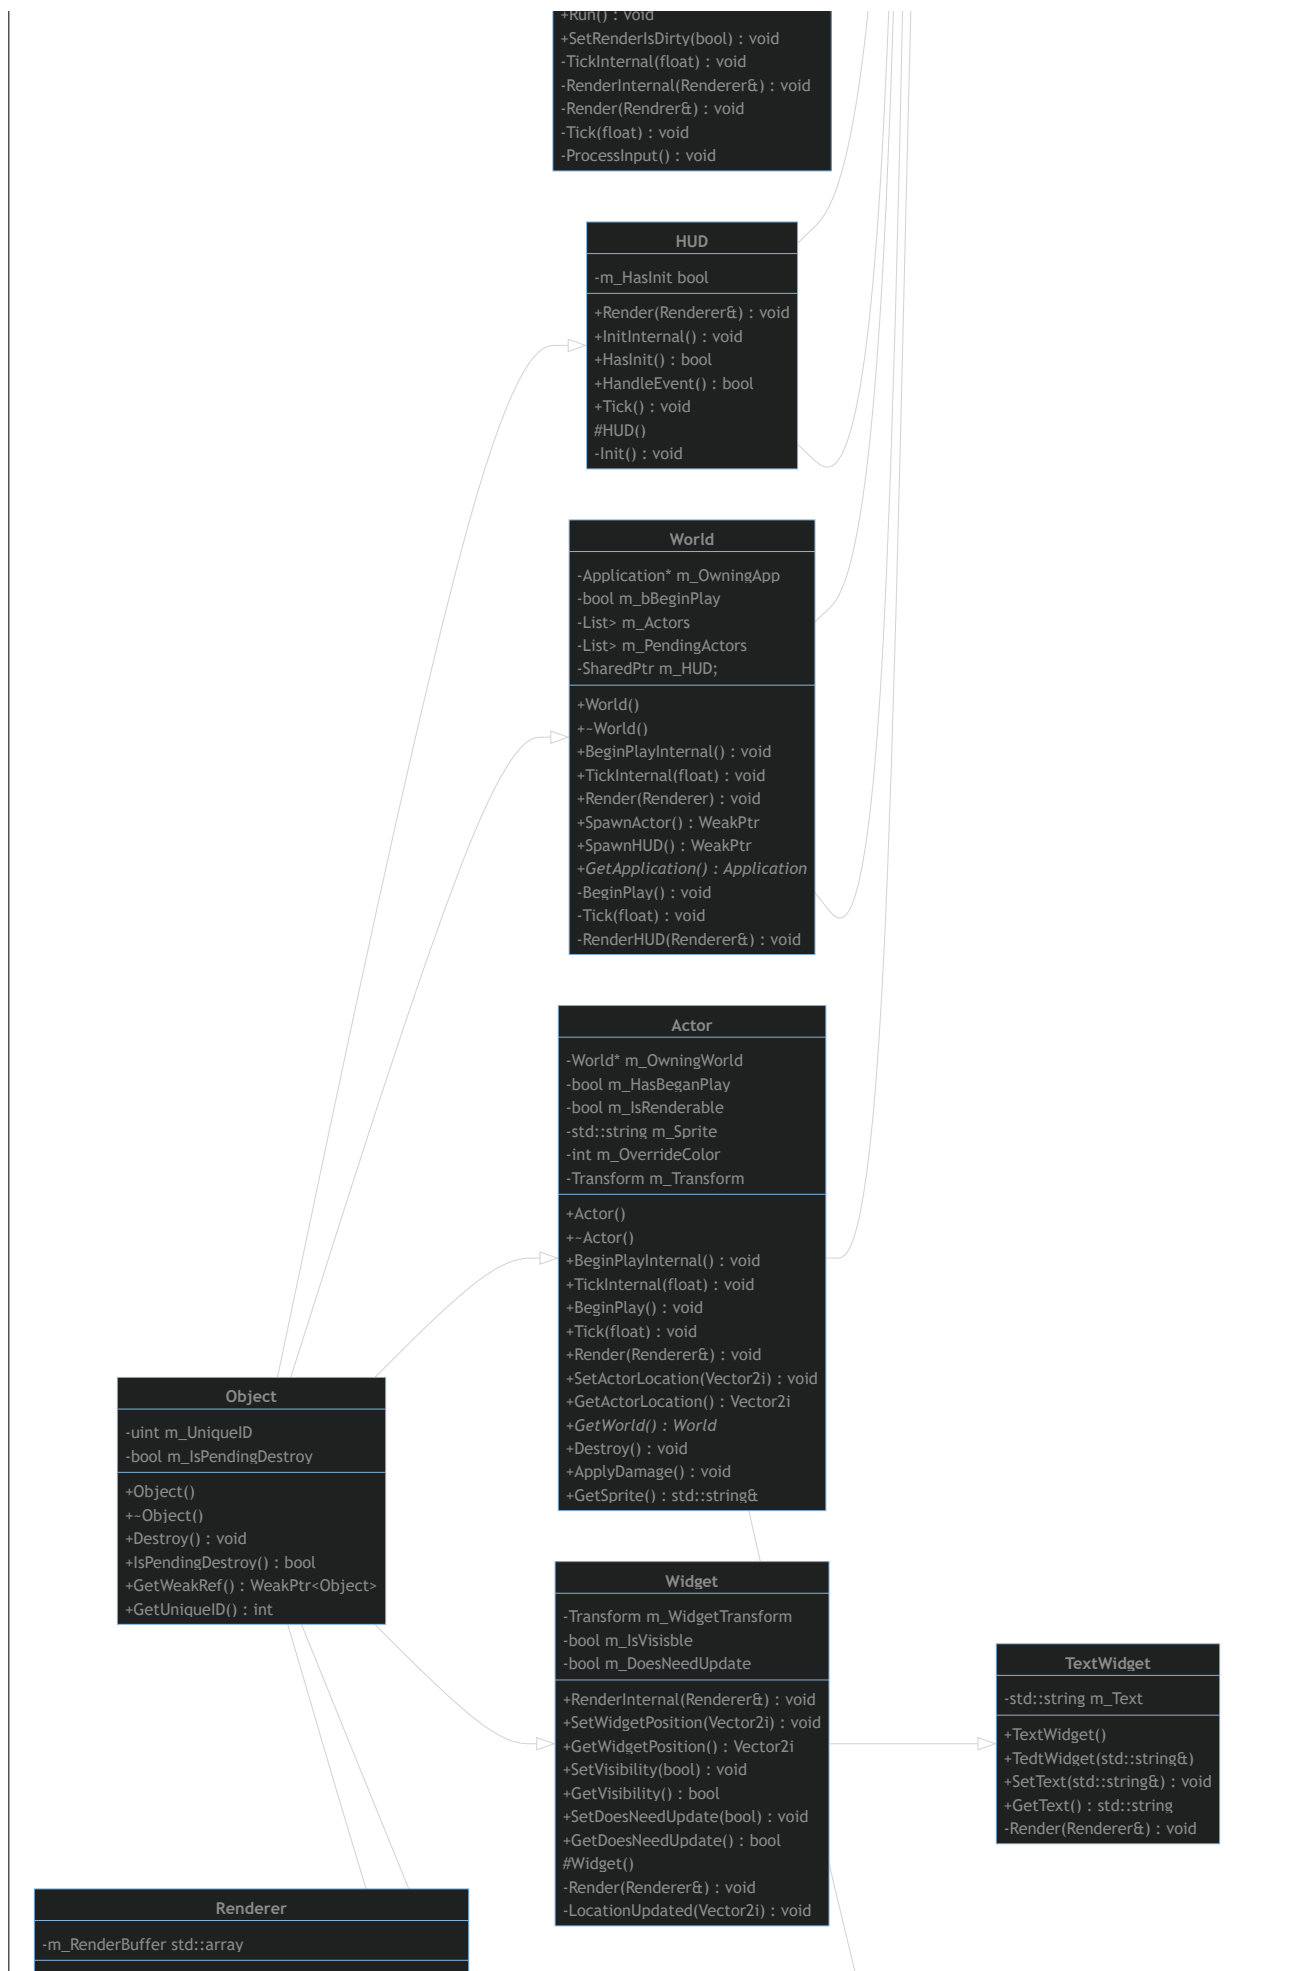 +Run() : void
+SetRenderIsDirty(bool) : void
-TickInternal(float) : void
-RenderInternal(Renderer&) : void
-Render(Rendrer&) : void
-Tick(float) : void
-ProcessInput() : void
HUD
-m_HasInit bool
+Render(Renderer&) : void
+InitInternal() : void
+HasInit() : bool
+HandleEvent() : bool
+Tick() : void
#HUD()
-Init() : void
World
-Application* m_OwningApp
-bool m_bBeginPlay
-List> m_Actors
-List> m_PendingActors
-SharedPtr m_HUD;
+World()
+~World()
+BeginPlayInternal() : void
+TickInternal(float) : void
+Render(Renderer) : void
+SpawnActor() : WeakPtr
+SpawnHUD() : WeakPtr
+GetApplication() : Application
-BeginPlay() : void
-Tick(float) : void
-RenderHUD(Renderer&) : void
Actor
-World* m_OwningWorld
-bool m_HasBeganPlay
-bool m_IsRenderable
-std::string m_Sprite
-int m_OverrideColor
-Transform m_Transform
+Actor()
+~Actor()
+BeginPlayInternal() : void
+TickInternal(float) : void
+BeginPlay() : void
+Tick(float) : void
+Render(Renderer&) : void
+SetActorLocation(Vector2i) : void
+GetActorLocation() : Vector2i
+GetWorld() : World
+Destroy() : void
+ApplyDamage() : void
+GetSprite() : std::string&
Object
-uint m_UniqueID
-bool m_IsPendingDestroy
+Object()
+~Object()
+Destroy() : void
+IsPendingDestroy() : bool
+GetWeakRef() : WeakPtr<Object>
+GetUniqueID() : int
Widget
-Transform m_WidgetTransform
-bool m_IsVisisble
-bool m_DoesNeedUpdate
+RenderInternal(Renderer&) : void
+SetWidgetPosition(Vector2i) : void
+GetWidgetPosition() : Vector2i
+SetVisibility(bool) : void
+GetVisibility() : bool
+SetDoesNeedUpdate(bool) : void
+GetDoesNeedUpdate() : bool
#Widget()
-Render(Renderer&) : void
-LocationUpdated(Vector2i) : void
TextWidget
-std::string m_Text
+TextWidget()
+TedtWidget(std::string&)
+SetText(std::string&) : void
+GetText() : std::string
-Render(Renderer&) : void
Renderer
-m_RenderBuffer std::array